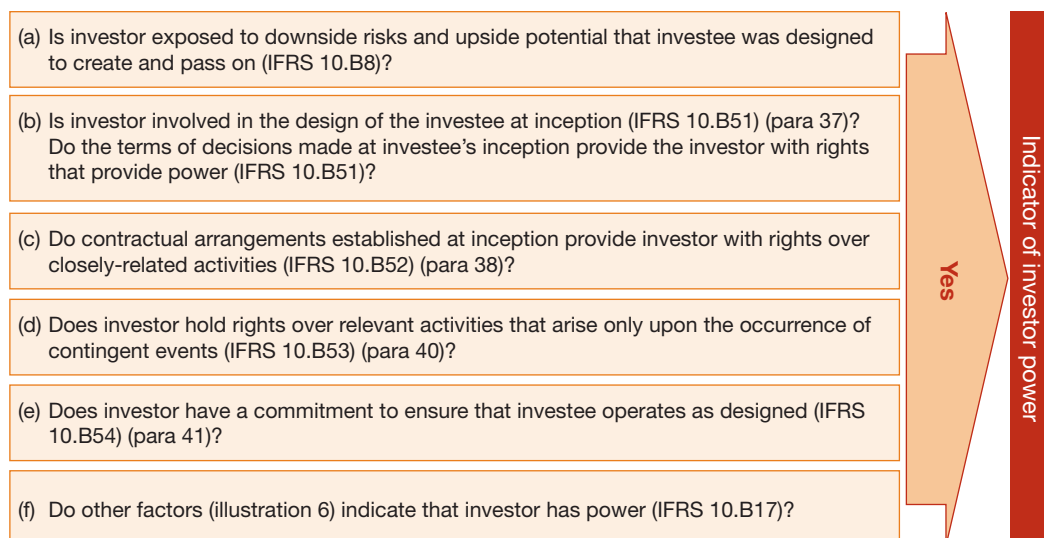 (a) Is investor exposed to downside risks and upside potential that investee was designed
to create and pass on (IFRS 10.B8)?
(b) Is investor involved in the design of the investee at inception (IFRS 10.B51) (para 37)?
Do the terms of decisions made at investee's inception provide the investor with rights
that provide power (IFRS 10.B51)?
(c) Do contractual arrangements established at inception provide investor with rights over
closely-related activities (IFRS 10.B52) (para 38)?
(d) Does investor hold rights over relevant activities that arise only upon the occurrence of
contingent events (IFRS 10.B53) (para 40)?
(e) Does investor have a commitment to ensure that investee operates as designed (IFRS
10.B54) (para 41)?
(f) Do other factors (illustration 6) indicate that investor has power (IFRS 10.B17)?
Yes
Indicator of investor power